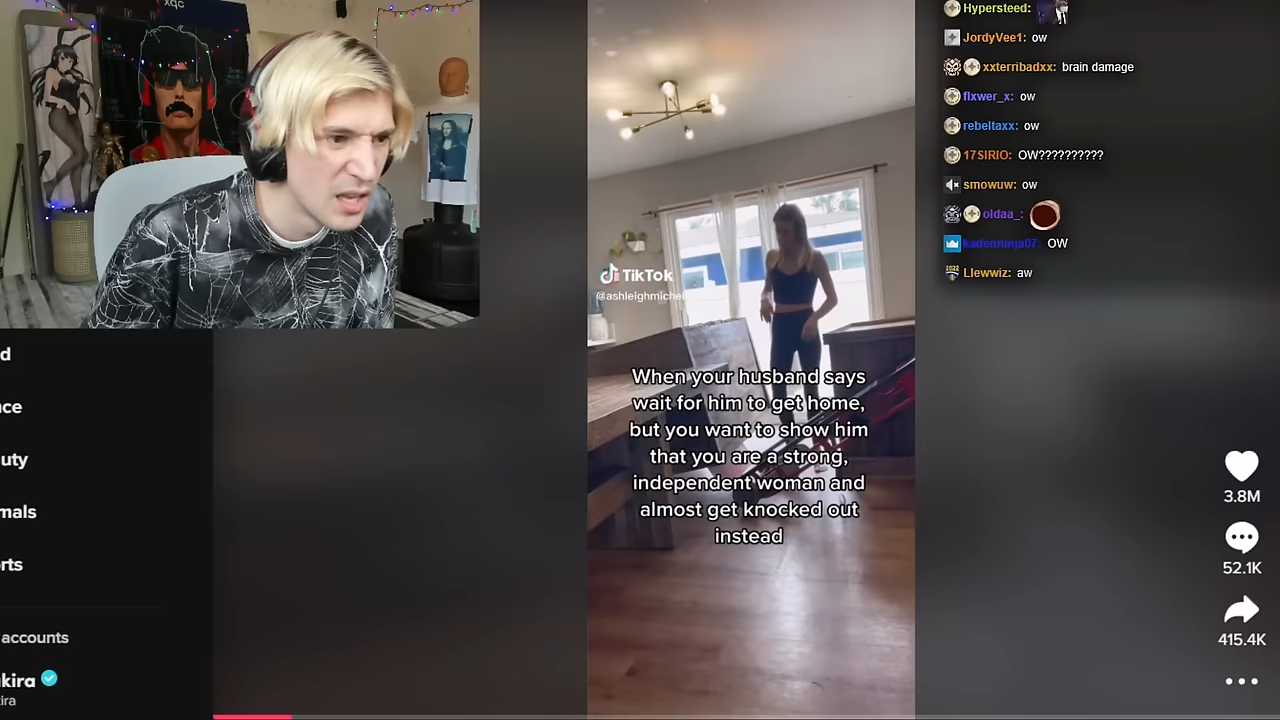 xqc
d
nce
uty
mals
rts
accounts
kira
ira
TikTok
@ashleighmichel
When your husband says
wait for him to get home,
but you want to show him
that you are a strong,
independent woman and
almost get knocked out
instead
Hypersteed:
JordyVee1: ow
xxterribadxx: brain damage
flxwer_x: ow
rebeltaxx: ow
17SIRIO: OW??????????
smowuw: ow
oldaa_:
kadenninja07: OW
Llewwiz: aw
3.8M
52.1K
415.4K